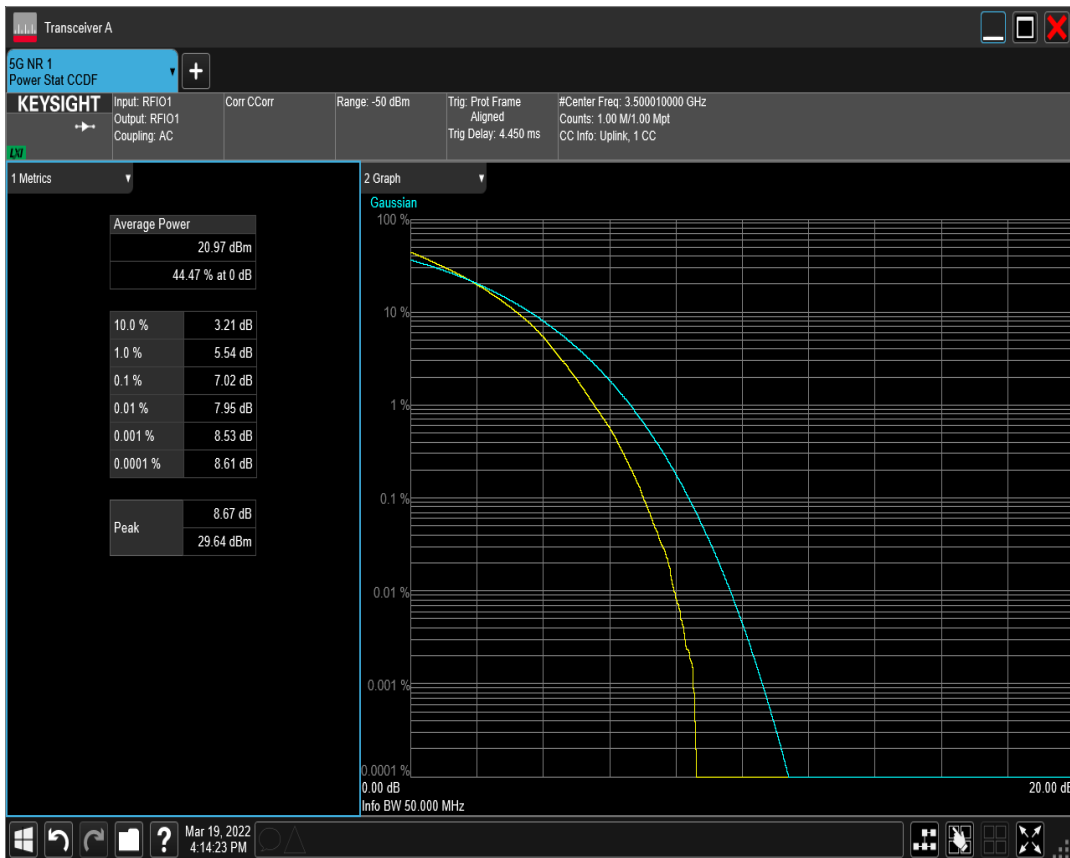 Transceiver A
5G NR 1
Power Stat CCDF
KEYSIGHT
LXI
Input: RFIO1
Output: RFIO1
Coupling: AC
Corr CCorr
Range: -50 dBm
Trig: Prot Frame
Aligned
Trig Delay: 4.450 ms
#Center Freq: 3.500010000 GHz
Counts: 1.00 M/1.00 Mpt
CC Info: Uplink, 1 CC
1 Metrics
Average Power
20.97 dBm
44.47 % at 0 dB
10.0 % 3.21 dB
1.0 % 5.54 dB
0.1 % 7.02 dB
0.01 % 7.95 dB
0.001 % 8.53 dB
0.0001 % 8.61 dB
Peak
8.67 dB
29.64 dBm
2 Graph
Gaussian
100 %
10 %
1 %
0.1 %
0.01 %
0.001 %
0.0001 %
0.00 dB 20.00 dB
Info BW 50.000 MHz
?
Mar 19, 2022
4:14:23 PM